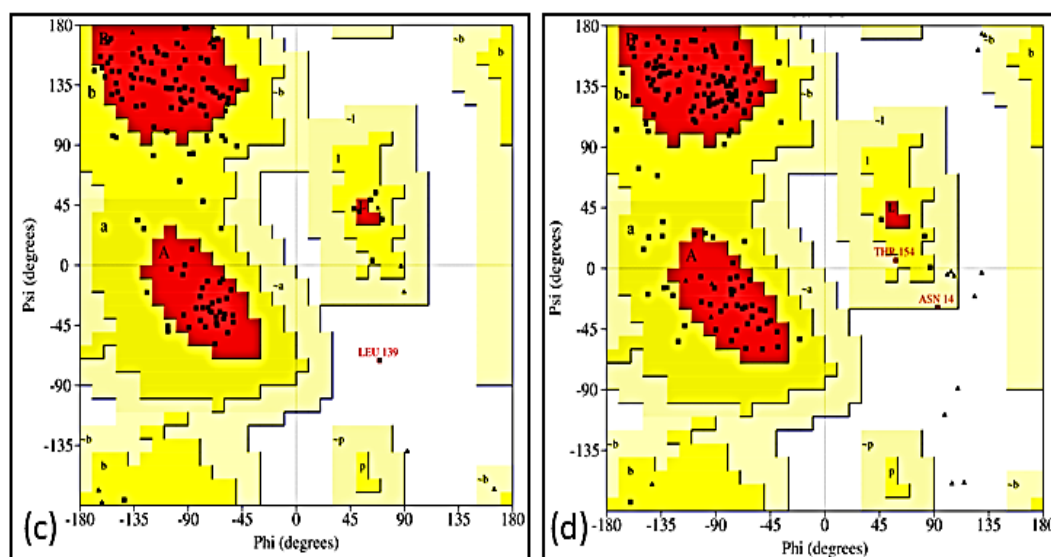 180
B
~b
~b
b
135
b
~b
~l
90
l
45
a
A
0
~a
-45
LEU 139
-90
~b
~p
-135
b
p
~b
-180 -135 -90 -45 0 45 90 135 180
Psi (degrees)
Phi (degrees)
(c)
180
B
~b
~b
b
135
b
~b
~l
90
l
45
a
A
THR 154
0
~a
ASN 14
-45
-90
~b
~p
-135
b
p
~b
-180 -135 -90 -45 0 45 90 135 180
Psi (degrees)
Phi (degrees)
(d)